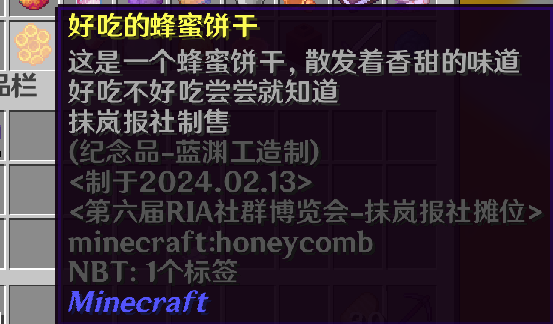 好吃的蜂蜜饼干
这是一个蜂蜜饼干，散发着香甜的味道
好吃不好吃尝尝就知道
抹岚报社制售
(纪念品-蓝渊工造制)
<制于2024.02.13>
<第六届RIA社群博览会-抹岚报社摊位>
minecraft:honeycomb
NBT: 1个标签
Minecraft
品栏